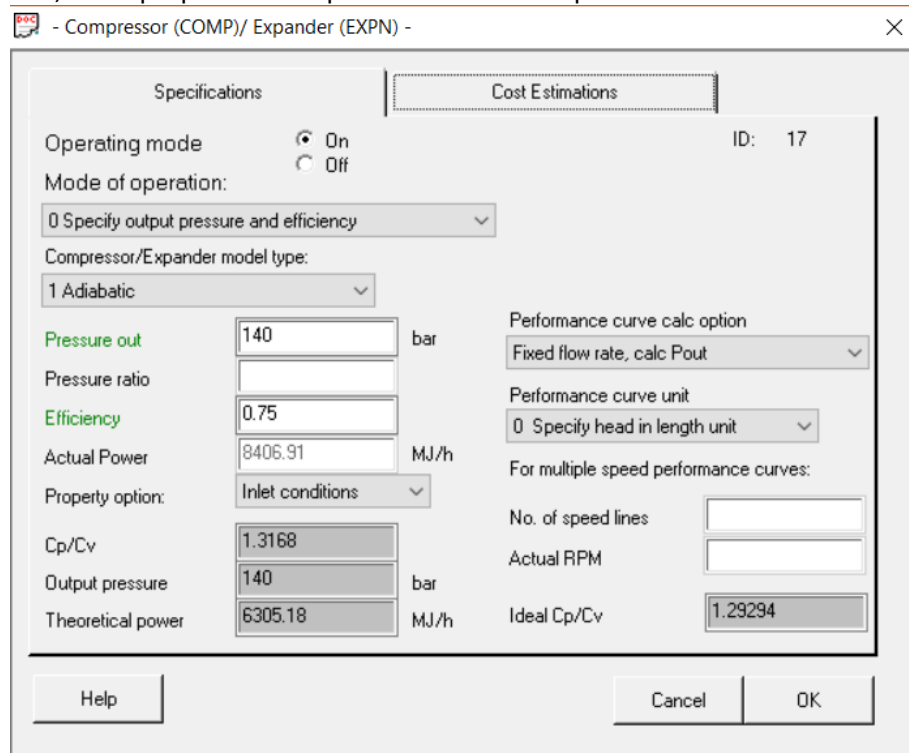 DOC
- Compressor (COMP)/ Expander (EXPN) -
Specifications
Cost Estimations
Operating mode
On
Off
ID: 17
Mode of operation:
0 Specify output pressure and efficiency
Compressor/Expander model type:
1 Adiabatic
Pressure out 140 bar
Pressure ratio
Efficiency 0.75
Actual Power 8406.91 MJ/h
Property option: Inlet conditions
Cp/Cv 1.3168
Output pressure 140 bar
Theoretical power 6305.18 MJ/h
Performance curve calc option
Fixed flow rate, calc Pout
Performance curve unit
0 Specify head in length unit
For multiple speed performance curves:
No. of speed lines
Actual RPM
Ideal Cp/Cv 1.29294
Help
Cancel
OK